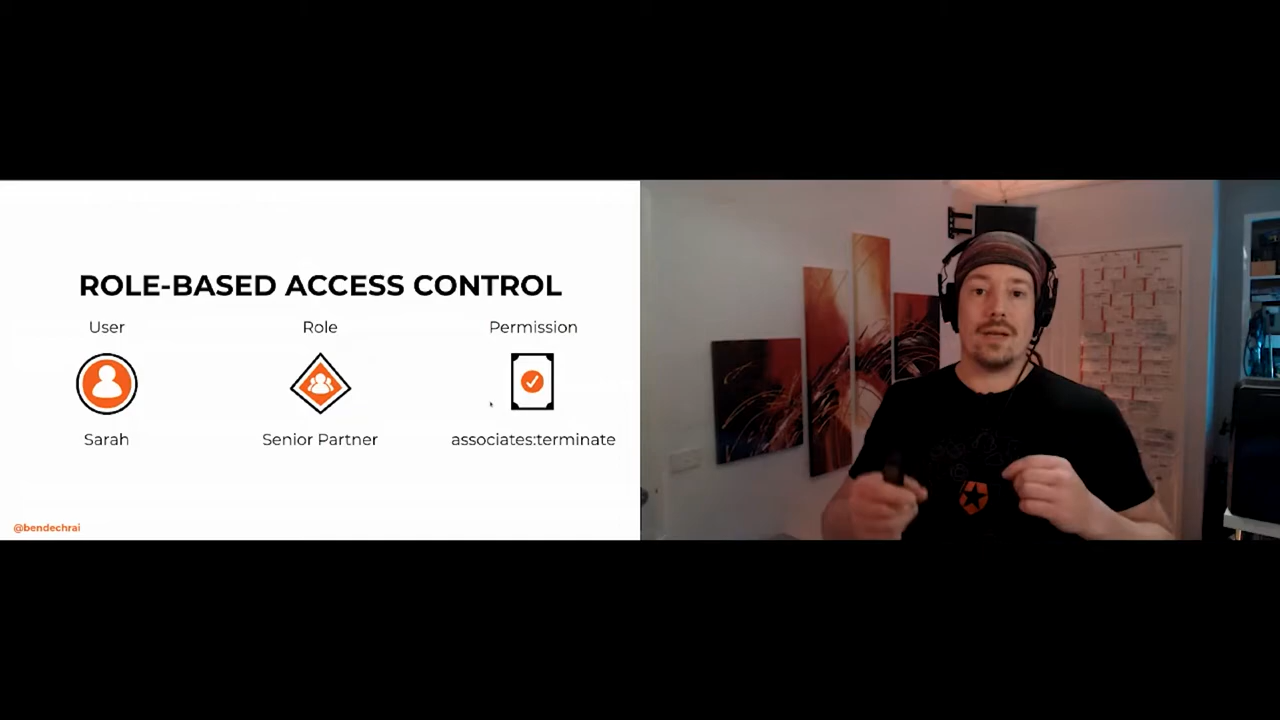 ROLE-BASED ACCESS CONTROL
User Role Permission
Sarah Senior Partner associates:terminate
@bendechrai